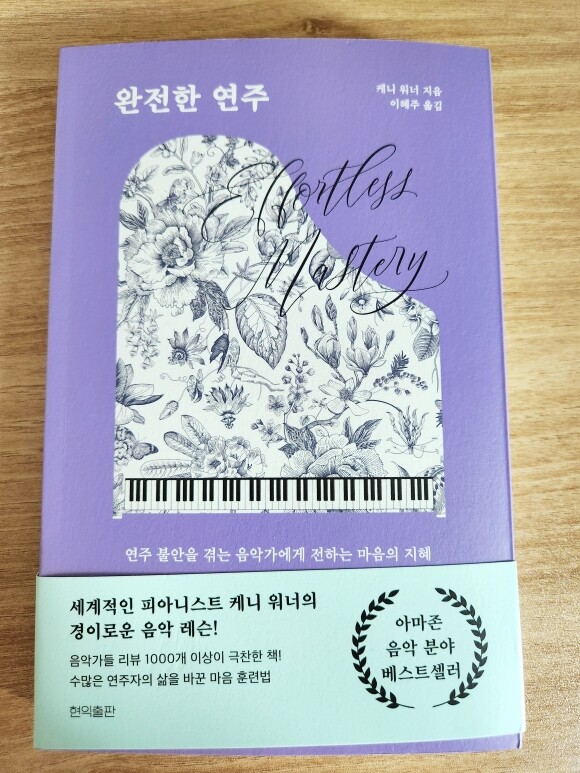 완전한 연주
케니 워너 지음
이혜주 옮김
Effortless
Mastery
연주 불안을 겪는 음악가에게 전하는 마음의 지혜
세계적인 피아니스트 케니 워너의
경이로운 음악 레슨!
음악가들 리뷰 1000개 이상이 극찬한 책!
수많은 연주자의 삶을 바꾼 마음 훈련법
현익출판
아마존
음악 분야
베스트셀러